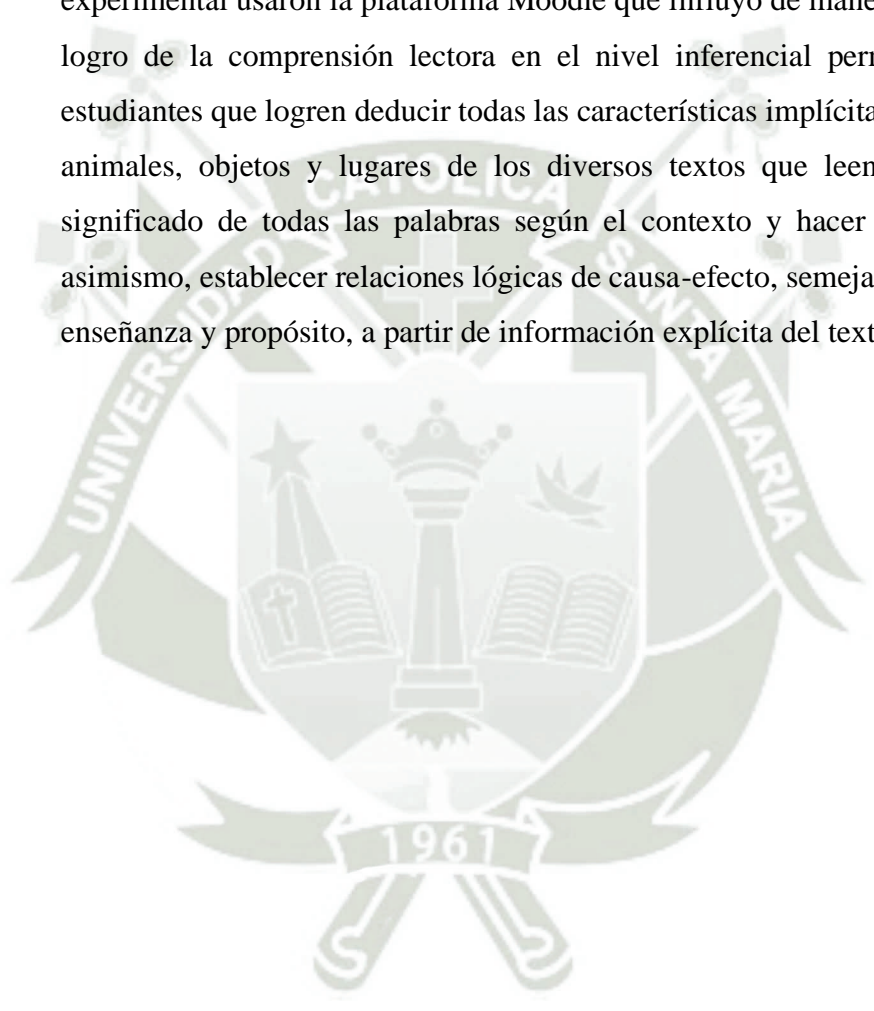 experimental usaron la plataforma Moodle que influyó de mane
logro de la comprensión lectora en el nivel inferencial perm
estudiantes que logren deducir todas las características implícita
animales, objetos y lugares de los diversos textos que leen
significado de todas las palabras según el contexto y hacer
asimismo, establecer relaciones lógicas de causa-efecto, semeja
enseñanza y propósito, a partir de información explícita del text
UNIVERSIDAD CATOLICA SANTA MARIA
1961